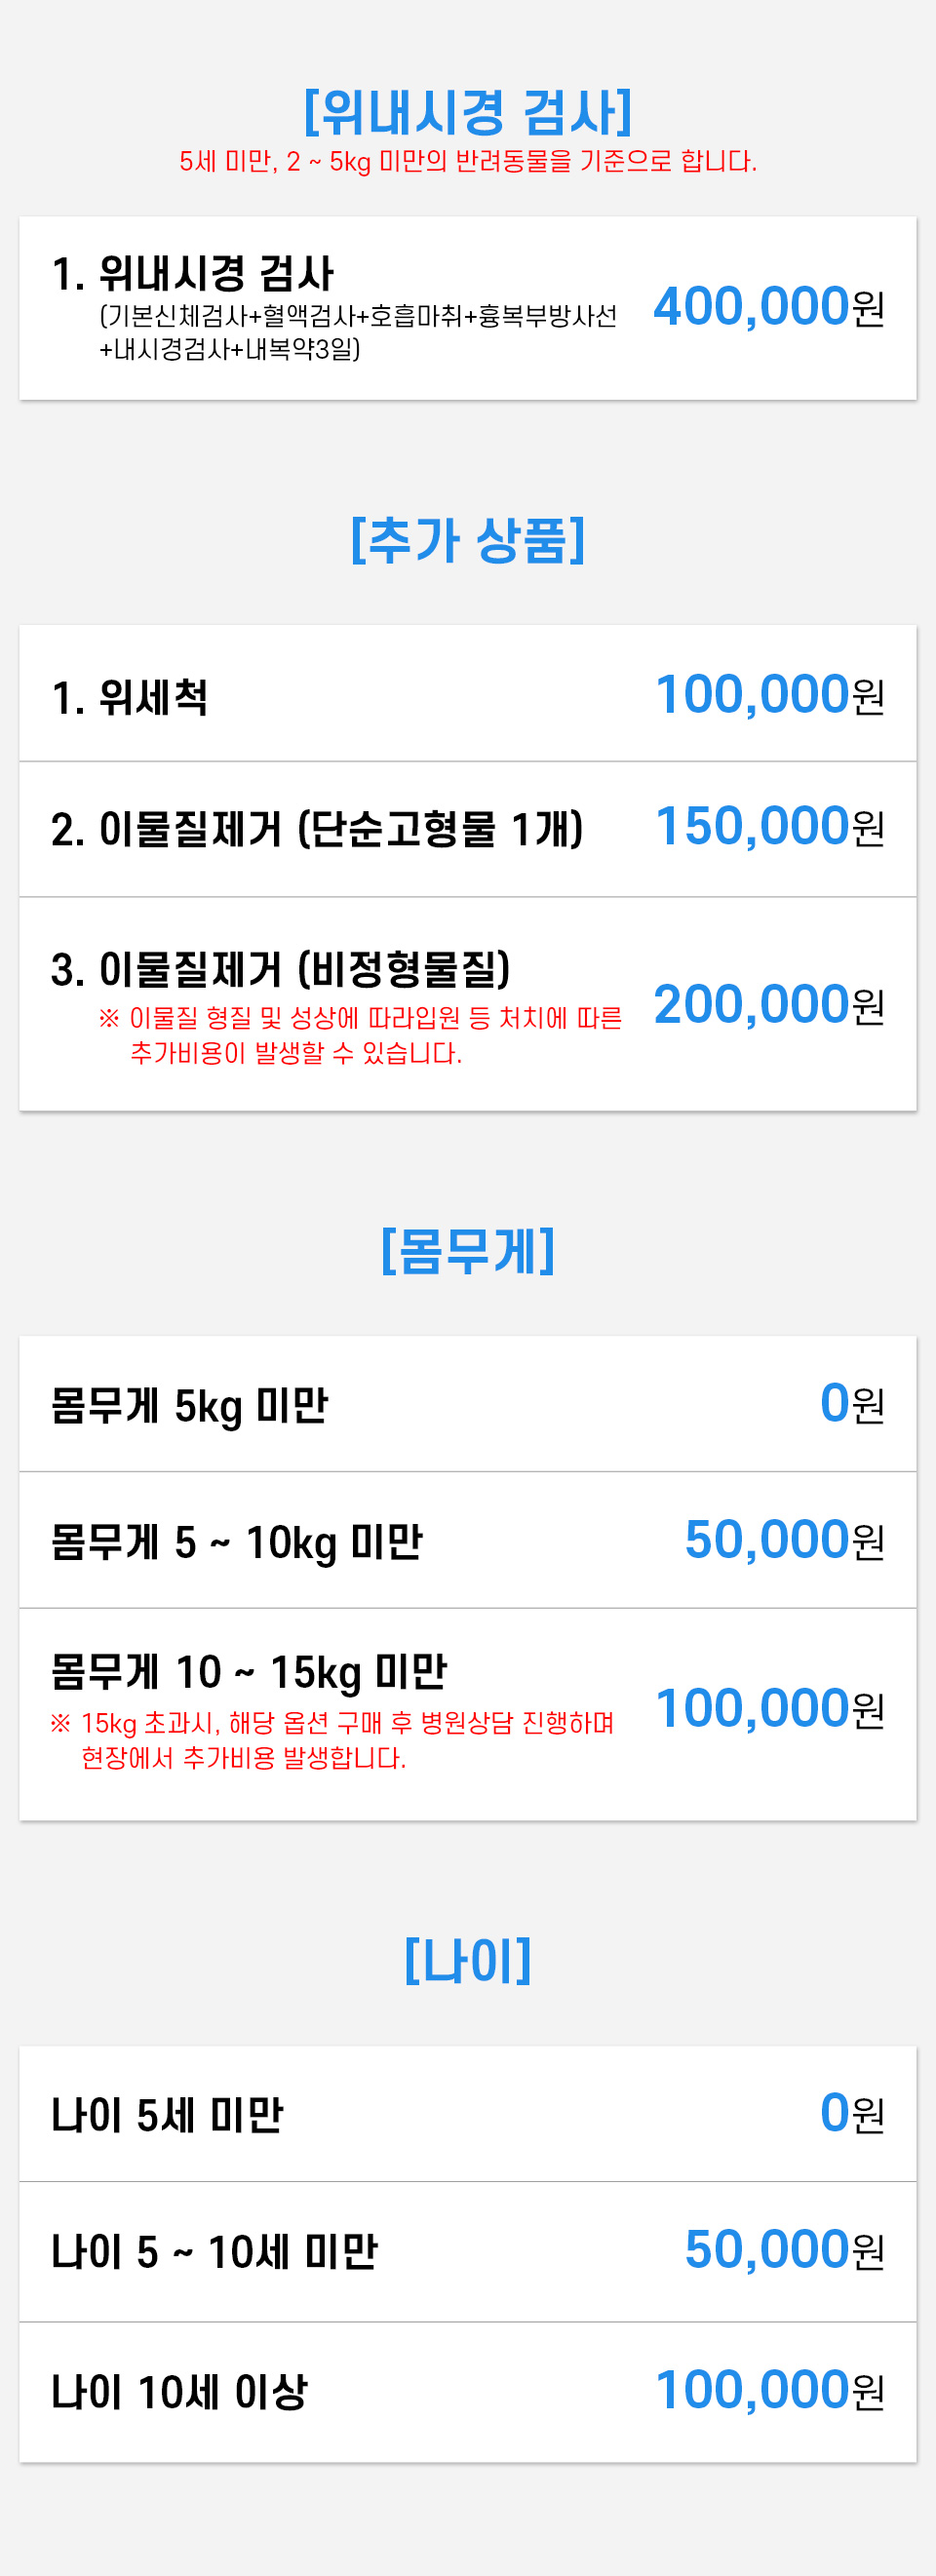 [위내시경 검사]
5세 미만, 2 ~ 5kg 미만의 반려동물을 기준으로 합니다.
1. 위내시경 검사
(기본신체검사+혈액검사+호흡마취+흉복부방사선
+내시경검사+내복약3일)
400,000원
[추가 상품]
1. 위세척
100,000원
2. 이물질제거 (단순고형물 1개)
150,000원
3. 이물질제거 (비정형물질)
※ 이물질 형질 및 성상에 따라입원 등 처치에 따른
추가비용이 발생할 수 있습니다.
200,000원
[몸무게]
몸무게 5kg 미만
0원
몸무게 5 ~ 10kg 미만
50,000원
몸무게 10 ~ 15kg 미만
※ 15kg 초과시, 해당 옵션 구매 후 병원상담 진행하며
현장에서 추가비용 발생합니다.
100,000원
[나이]
나이 5세 미만
0원
나이 5 ~ 10세 미만
50,000원
나이 10세 이상
100,000원